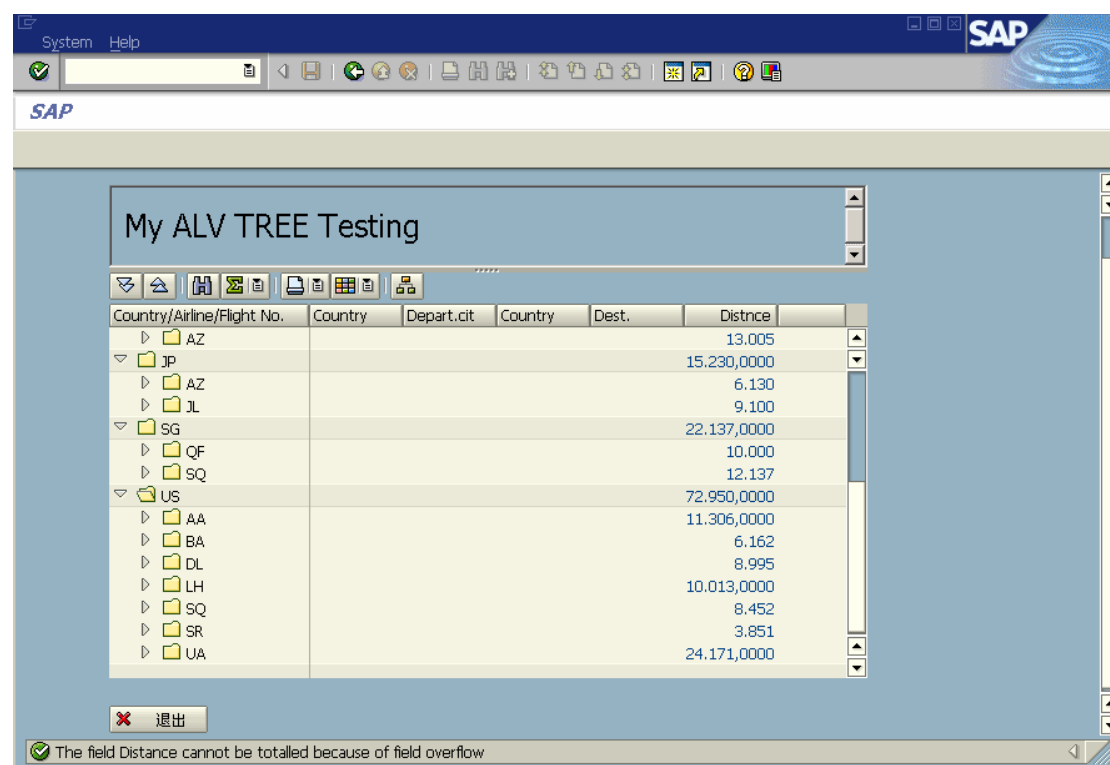 System Help
SAP
SAP
My ALV TREE Testing
Country/Airline/Flight No. Country Depart.cit Country Dest. Distnce
AZ 13.005
JP 15.230,0000
AZ 6.130
JL 9.100
SG 22.137,0000
QF 10.000
SQ 12.137
US 72.950,0000
AA 11.306,0000
BA 6.162
DL 8.995
LH 10.013,0000
SQ 8.452
SR 3.851
UA 24.171,0000
退出
The field Distance cannot be totalled because of field overflow